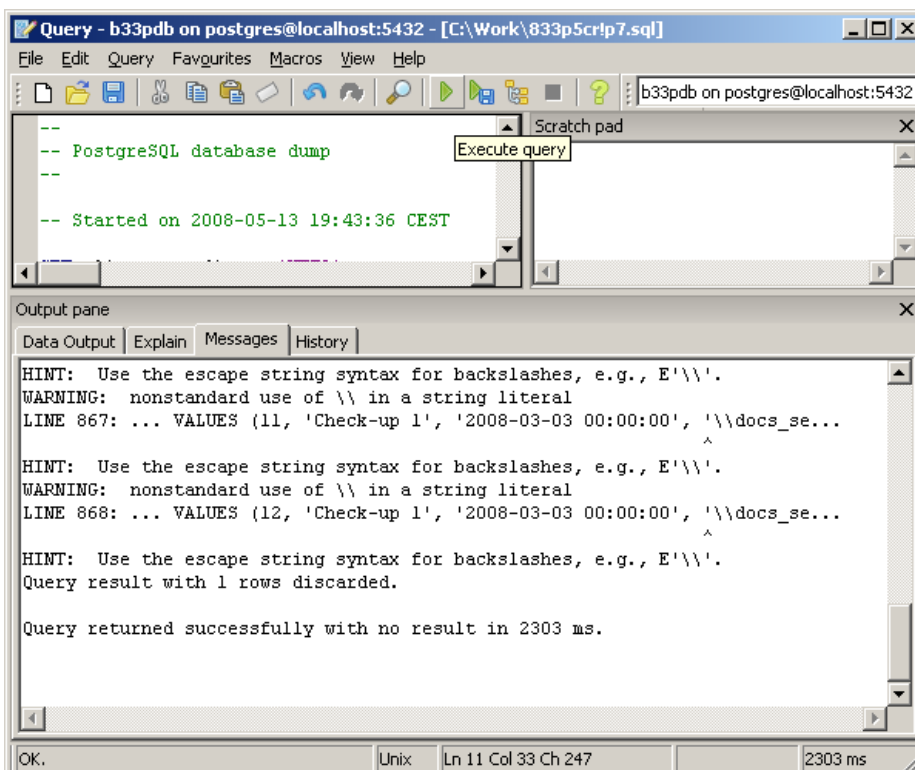 Query - b33pdb on postgres@localhost:5432 - [C:\Work\833p5cr!p7.sql]
File Edit Query Favourites Macros View Help
b33pdb on postgres@localhost:5432
--
-- PostgreSQL database dump
--
-- Started on 2008-05-13 19:43:36 CEST
Execute query
Scratch pad
Output pane
Data Output Explain Messages History
HINT:  Use the escape string syntax for backslashes, e.g., E'\\'.
WARNING:  nonstandard use of \\ in a string literal
LINE 867: ... VALUES (11, 'Check-up 1', '2008-03-03 00:00:00', '\\docs_se...
^
HINT:  Use the escape string syntax for backslashes, e.g., E'\\'.
WARNING:  nonstandard use of \\ in a string literal
LINE 868: ... VALUES (12, 'Check-up 1', '2008-03-03 00:00:00', '\\docs_se...
^
HINT:  Use the escape string syntax for backslashes, e.g., E'\\'.
Query result with 1 rows discarded.
Query returned successfully with no result in 2303 ms.
OK. Unix Ln 11 Col 33 Ch 247 2303 ms